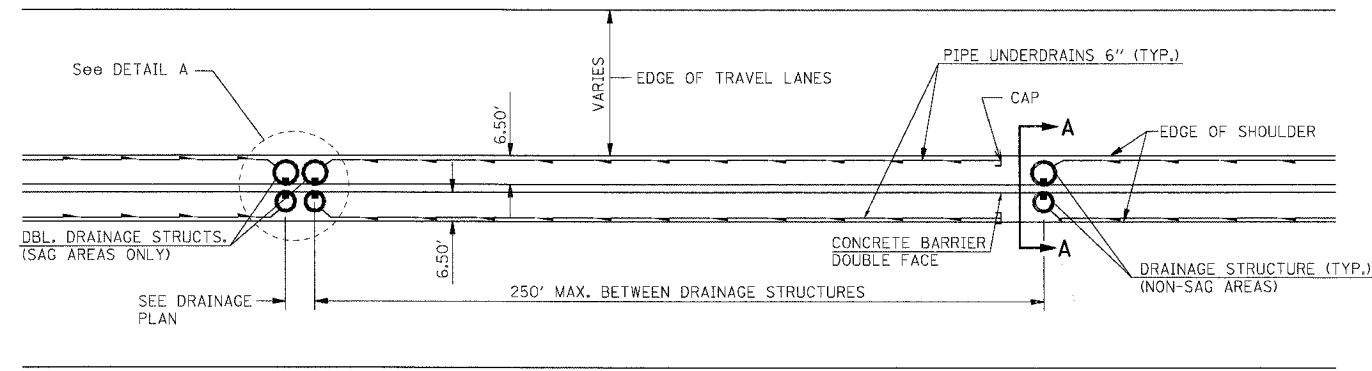 See DETAIL A
VARIES
EDGE OF TRAVEL LANES
PIPE UNDERDRAINS 6" (TYP.)
CAP
A
EDGE OF SHOULDER
6.50'
6.50'
DBL. DRAINAGE STRUCTS.
(SAG AREAS ONLY)
CONCRETE BARRIER
DOUBLE FACE
A
DRAINAGE STRUCTURE (TYP.)
(NON-SAG AREAS)
SEE DRAINAGE
PLAN
250' MAX. BETWEEN DRAINAGE STRUCTURES